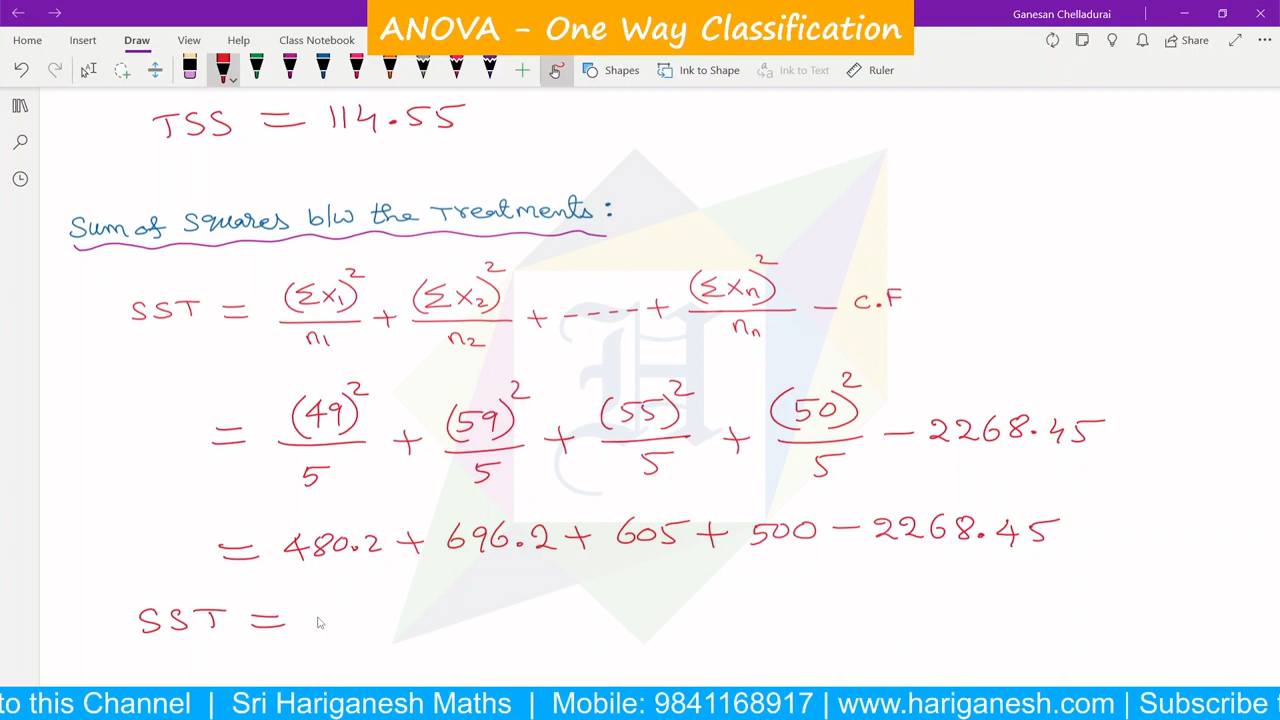 Ganesan Chelladurai
ANOVA - One Way Classification
Home Insert Draw View Help Class Notebook Share
Shapes Ink to Shape Ink to Text Ruler
TSS = 114.55
Sum of Squares b/w the Treatments :
SST = (Σx₁)²/n₁ + (Σx₂)²/n₂ + ----- + (Σxn)²/nn - C.F
= (49)²/5 + (59)²/5 + (55)²/5 + (50)²/5 - 2268.45
= 480.2 + 696.2 + 605 + 500 - 2268.45
SST =
H
to this Channel | Sri Hariganesh Maths | Mobile: 9841168917 | www.hariganesh.com | Subscribe t